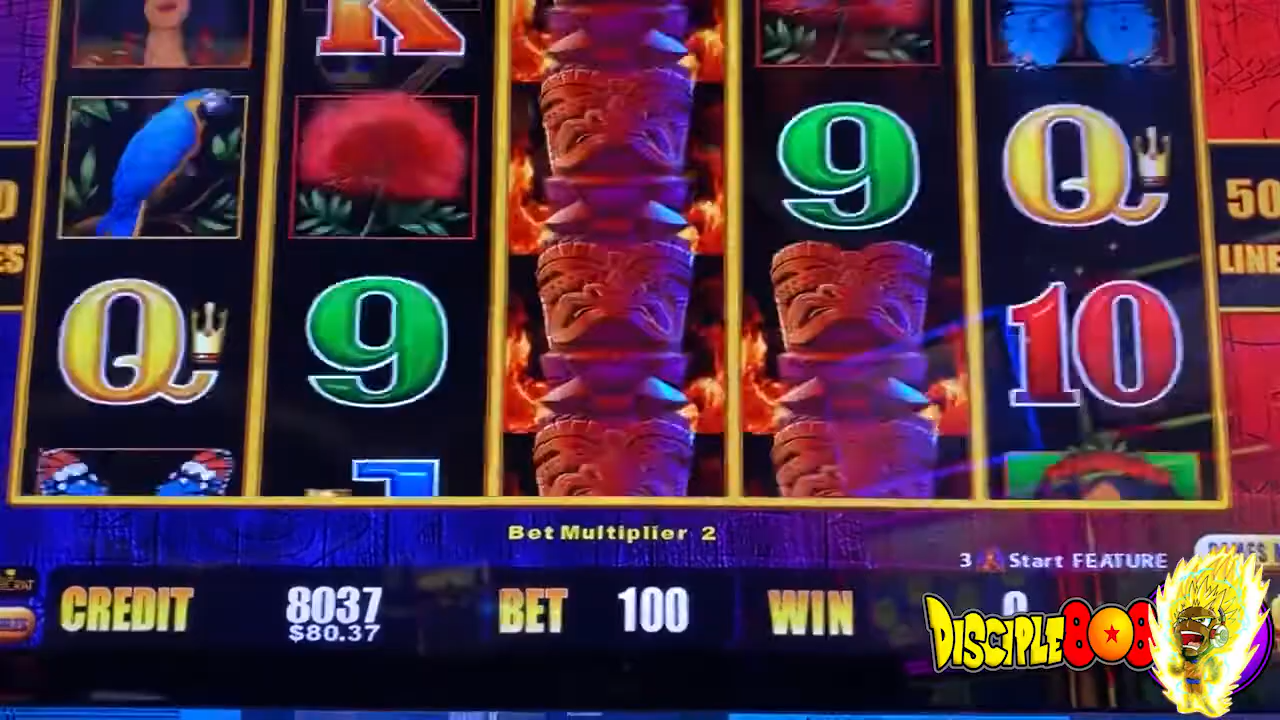 K
9 Q
50
LINE
Q 9 10
J
Bet Multiplier 2
3 Start FEATURE
CREDIT 8037 BET 100 WIN 0
$80.37
DISCIPLEBOB